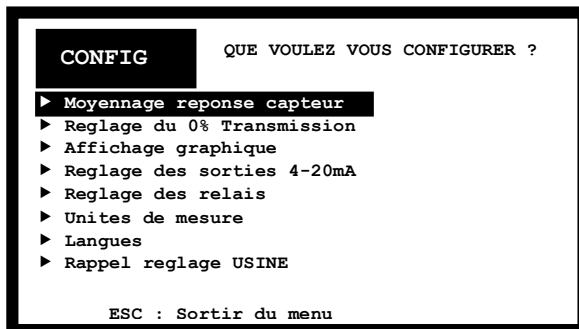 CONFIG
QUE VOULEZ VOUS CONFIGURER ?
Moyennage reponse capteur
Reglage du 0% Transmission
Affichage graphique
Reglage des sorties 4-20mA
Reglage des relais
Unites de mesure
Langues
Rappel reglage USINE
ESC : Sortir du menu